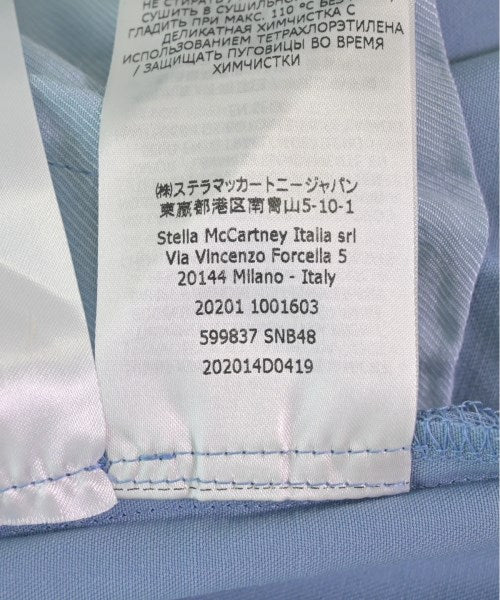 НЕ СТИРАТЬ
СУШИТЬ В СУШИЛЬНО
ГЛАДИТЬ ПРИ МАКС. 110 °C БЕЗ
ДЕЛИКАТНАЯ ХИМЧИСТКА С
ИСПОЛЬЗОВАНИЕМ ТЕТРАХЛОРЭТИЛЕНА
/ ЗАЩИЩАТЬ ПУГОВИЦЫ ВО ВРЕМЯ
ХИМЧИСТКИ
(株)ステラマッカートニージャパン
東京都港区南青山5-10-1
Stella McCartney Italia srl
Via Vincenzo Forcella 5
20144 Milano - Italy
20201 1001603
599837 SNB48
202014D0419